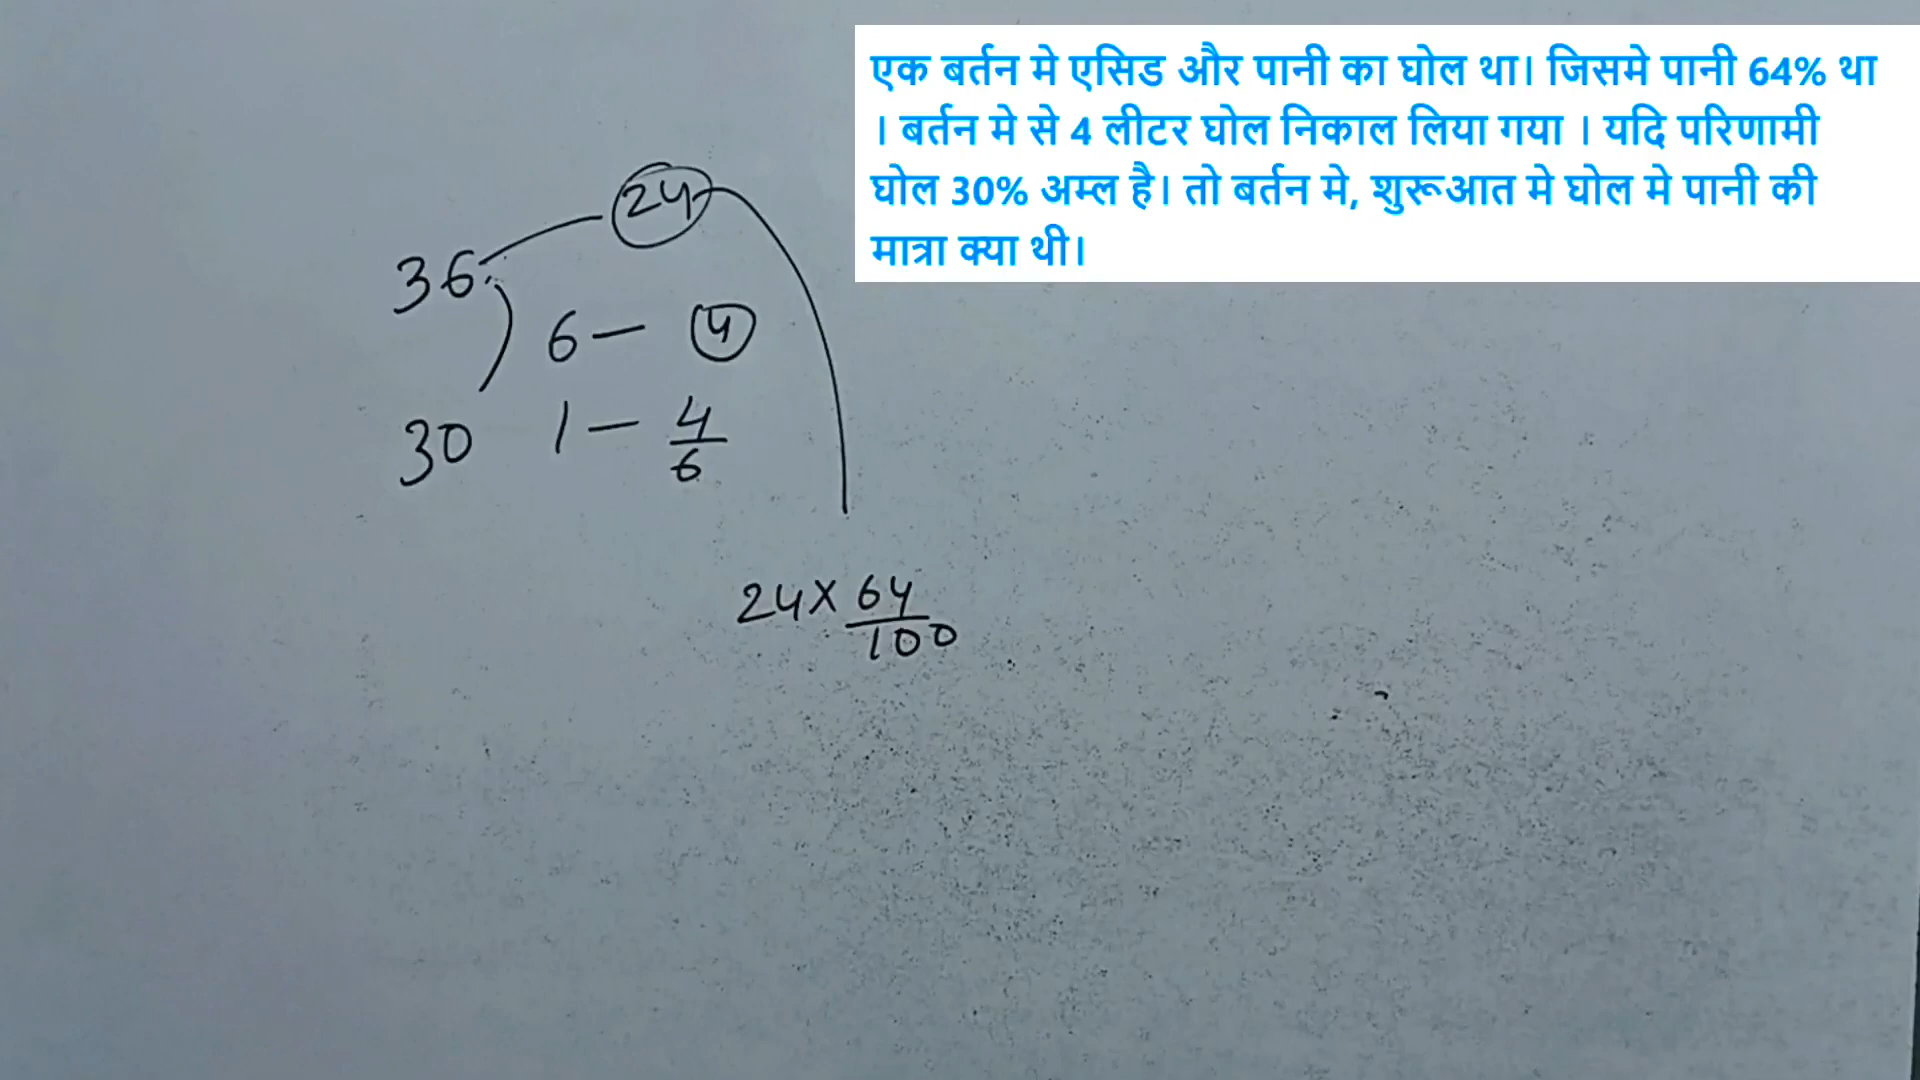 एक बर्तन मे एसिड और पानी का घोल था। जिसमे पानी 64% था
। बर्तन मे से 4 लीटर घोल निकाल लिया गया । यदि परिणामी
घोल 30% अम्ल है। तो बर्तन मे, शुरूआत मे घोल मे पानी की
मात्रा क्या थी।
24
36
6 — 4
30 1 — 4/6
24 × 64/100